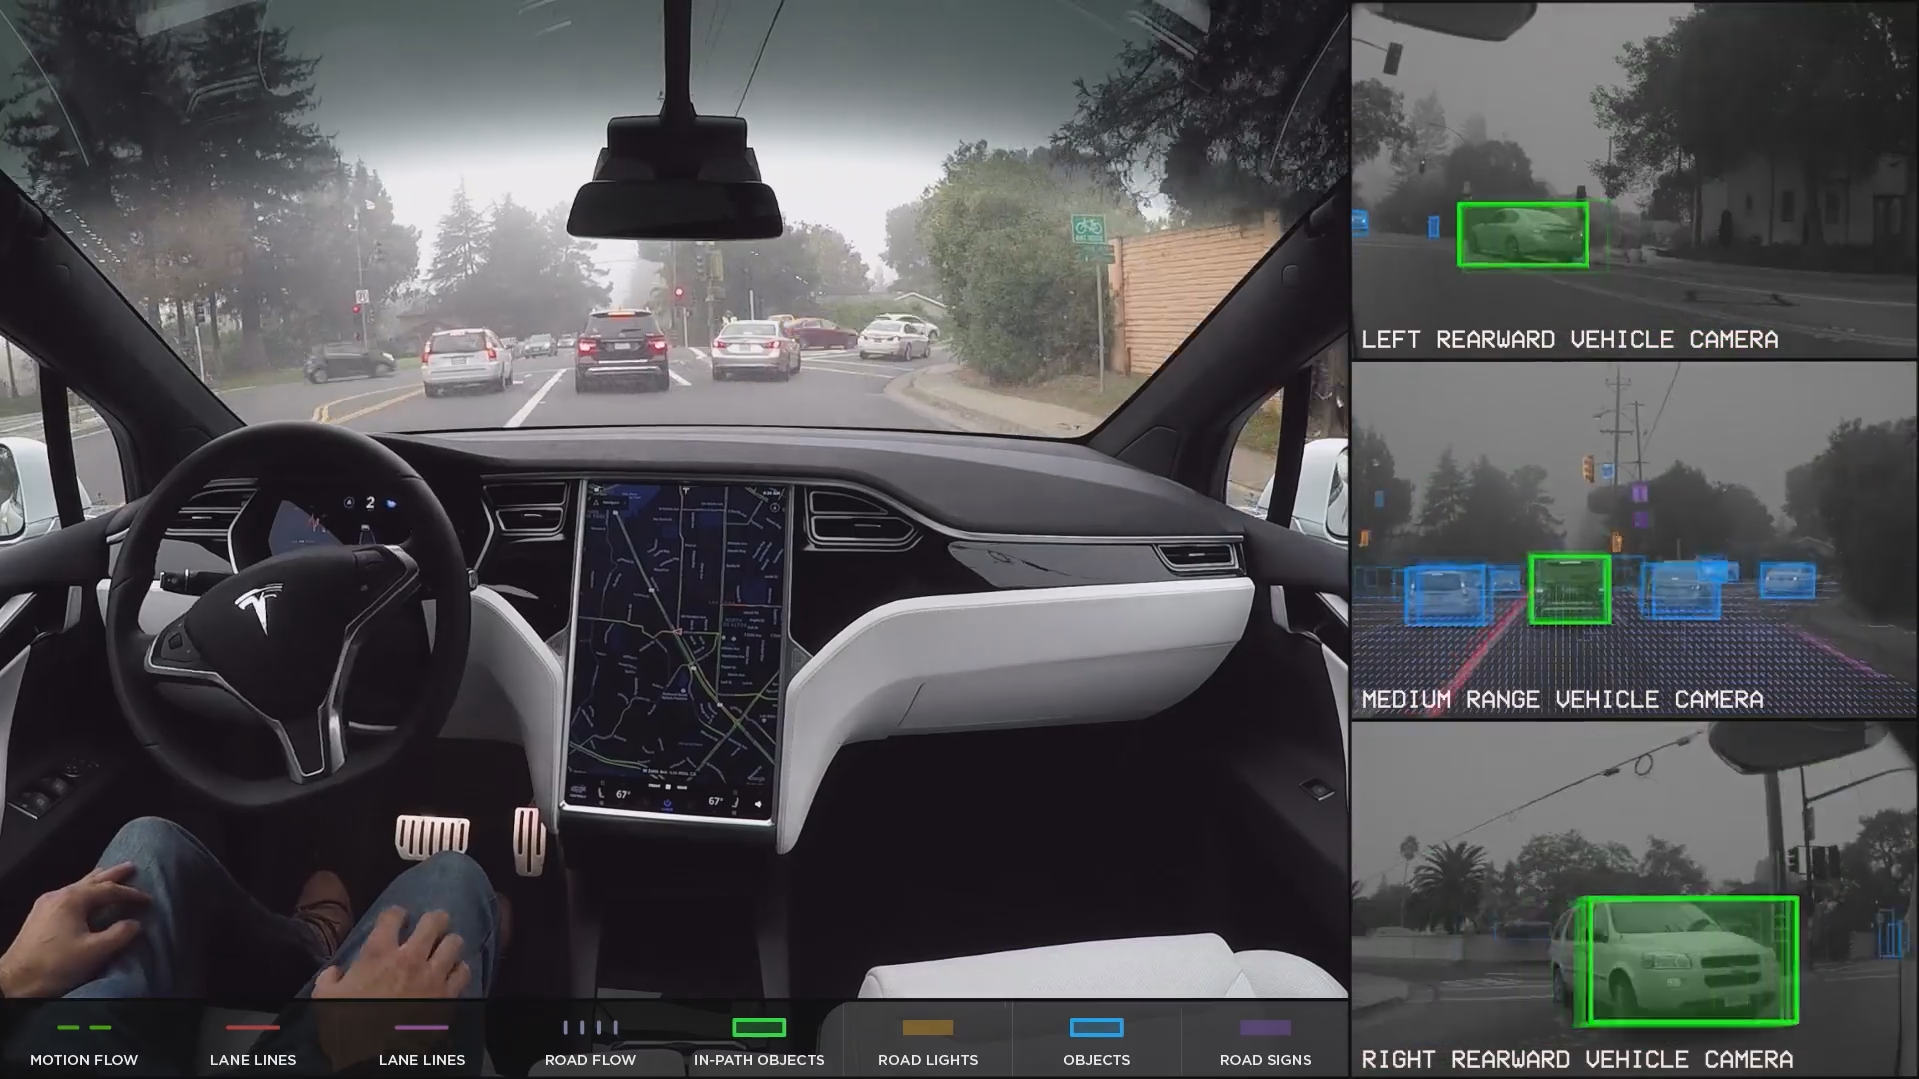 LEFT REARWARD VEHICLE CAMERA
MEDIUM RANGE VEHICLE CAMERA
2
67°
67°
RIGHT REARWARD VEHICLE CAMERA
MOTION FLOW
LANE LINES
LANE LINES
ROAD FLOW
IN-PATH OBJECTS
ROAD LIGHTS
OBJECTS
ROAD SIGNS